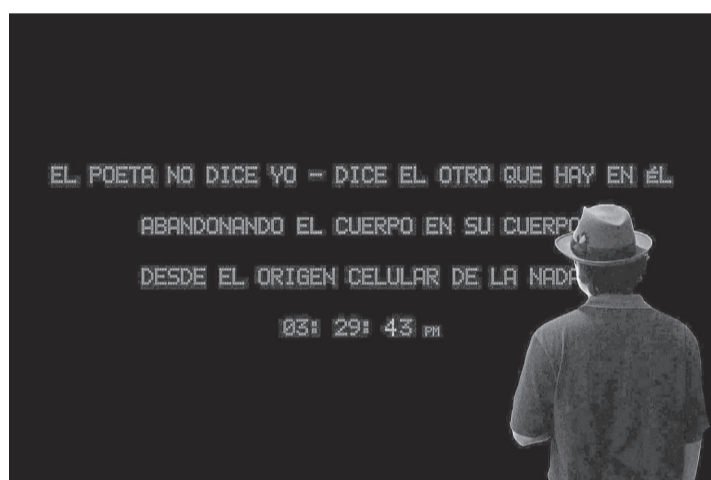 EL POETA NO DICE YO - DICE EL OTRO QUE HAY EN ÉL
ABANDONANDO EL CUERPO EN SU CUERPO
DESDE EL ORIGEN CELULAR DE LA NADA
03: 29: 43 PM